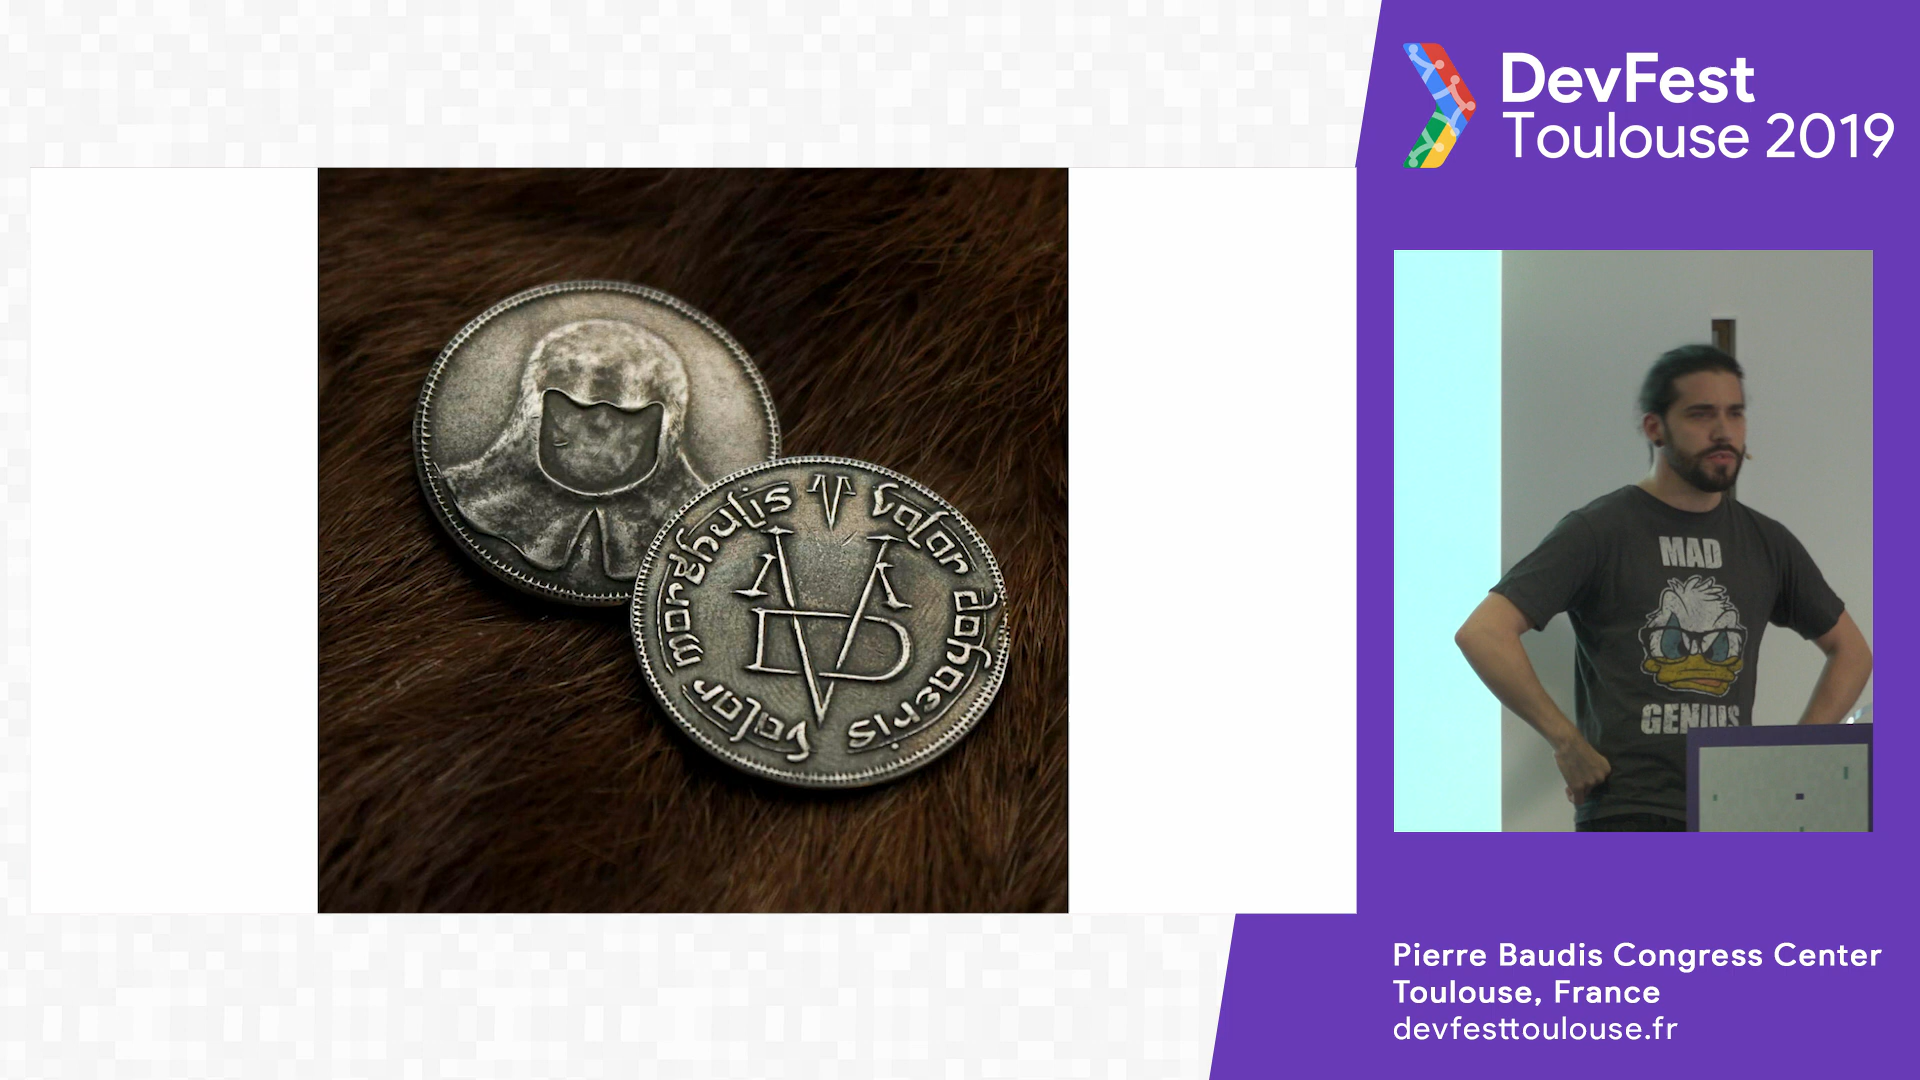 DevFest
Toulouse 2019
valar morghulis
valar dohaeris
MAD
GENIUS
Pierre Baudis Congress Center
Toulouse, France
devfesttoulouse.fr